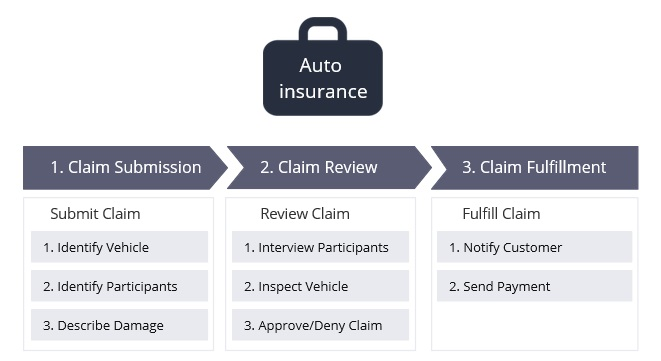 Auto
insurance
1. Claim Submission
2. Claim Review
3. Claim Fulfillment
Submit Claim
1. Identify Vehicle
2. Identify Participants
3. Describe Damage
Review Claim
1. Interview Participants
2. Inspect Vehicle
3. Approve/Deny Claim
Fulfill Claim
1. Notify Customer
2. Send Payment